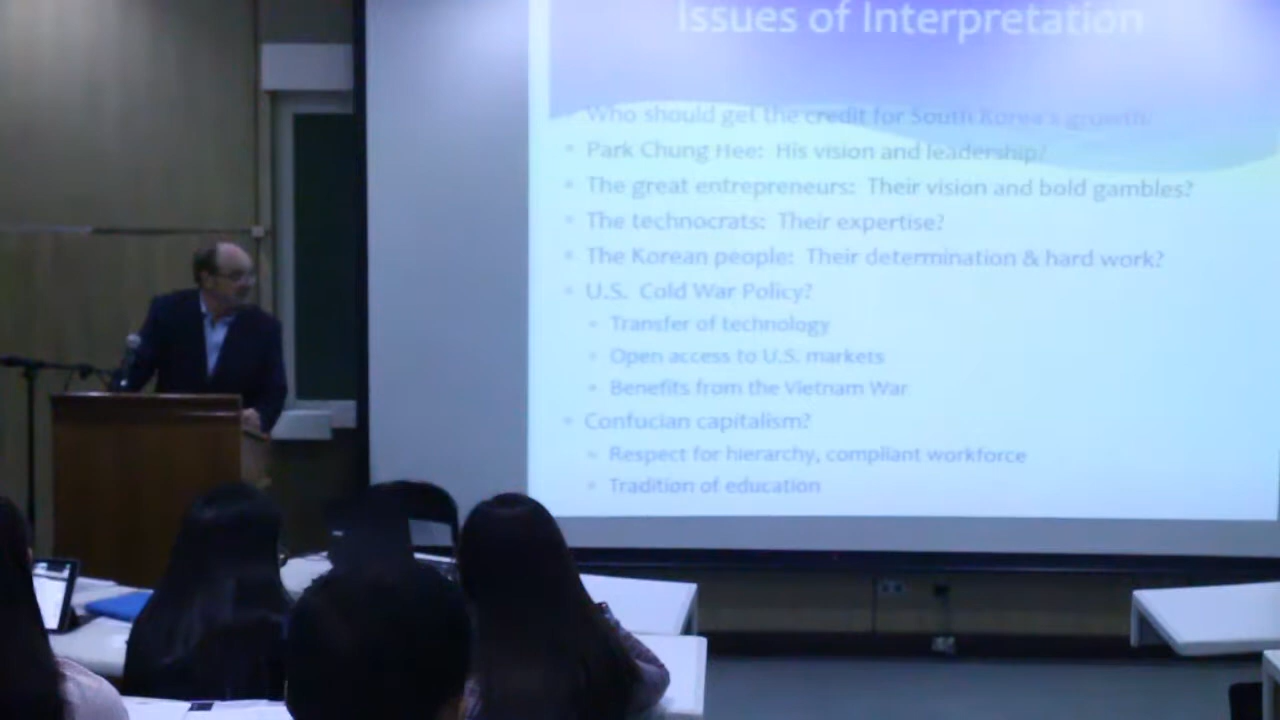 Issues of Interpretation
Who should get the credit for South Korea's growth?
Park Chung Hee: His vision and leadership?
The great entrepreneurs: Their vision and bold gambles?
The technocrats: Their expertise?
The Korean people: Their determination & hard work?
U.S. Cold War Policy?
Transfer of technology
Open access to U.S. markets
Benefits from the Vietnam War
Confucian capitalism?
Respect for hierarchy, compliant workforce
Tradition of education